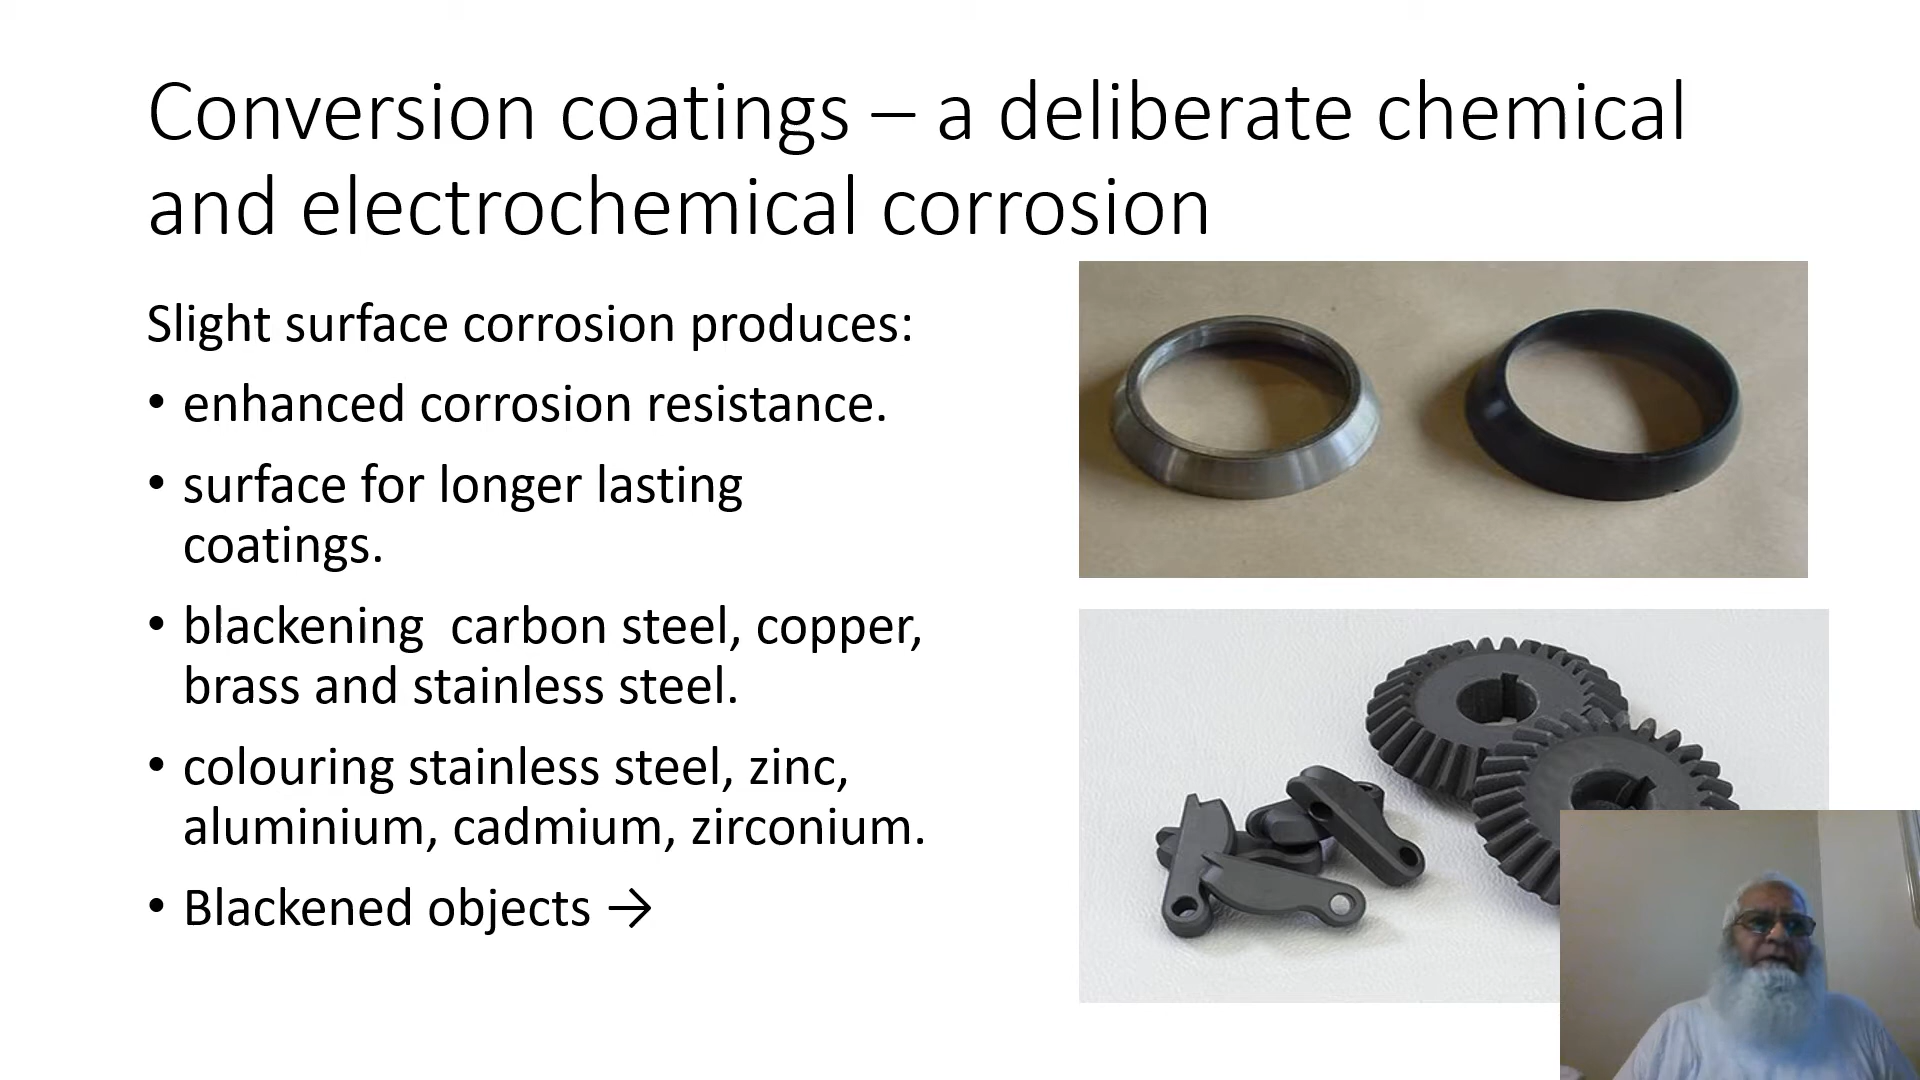 Conversion coatings – a deliberate chemical
and electrochemical corrosion
Slight surface corrosion produces:
• enhanced corrosion resistance.
• surface for longer lasting
coatings.
• blackening  carbon steel, copper,
brass and stainless steel.
• colouring stainless steel, zinc,
aluminium, cadmium, zirconium.
• Blackened objects →